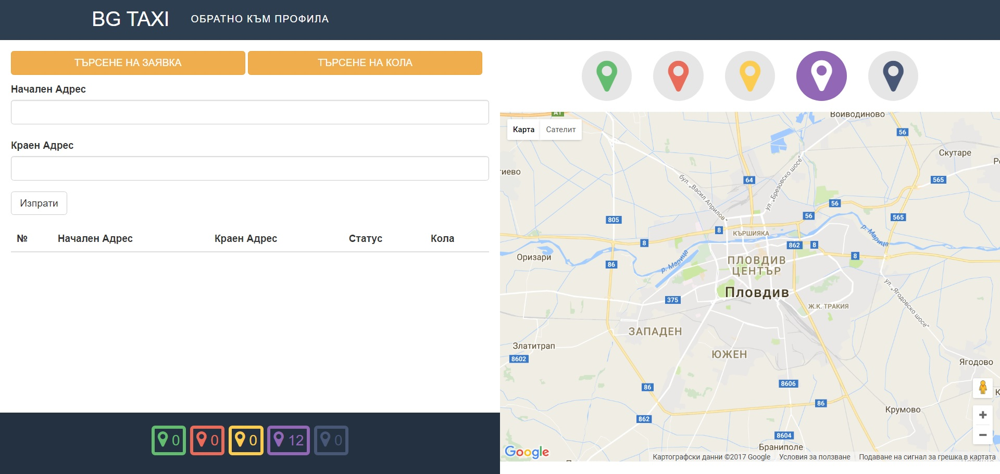 BG TAXI
ОБРАТНО КЪМ ПРОФИЛА
ТЪРСЕНЕ НА ЗАЯВКА
ТЪРСЕНЕ НА КОЛА
Начален Адрес
Краен Адрес
Изпрати
№ Начален Адрес Краен Адрес Статус Кола
0 0 0 12 0
A1
Войводиново
Карта Сателит
56
Скутаре
гиево
64
565
бул. „Васил Априлов“
ул. „Брезовско шосе“
56
56
565
805
8
КЪРШИЯКА
р. Марица
8
862
8
Оризари
8
р. Марица
86
ПЛОВДИВ
ЦЕНТЪР
Пловдив
375
Ж.К. ТРАКИЯ
ул. „Ягодовско шосе“
ЗАПАДЕН
Златитрап
ЮЖЕН
8602
Ягодово
86
8606
86
Крумово
862
8604
Браниполе
Google
Картографски данни ©2017 Google
Условия за ползване
Подаване на сигнал за грешка в картата